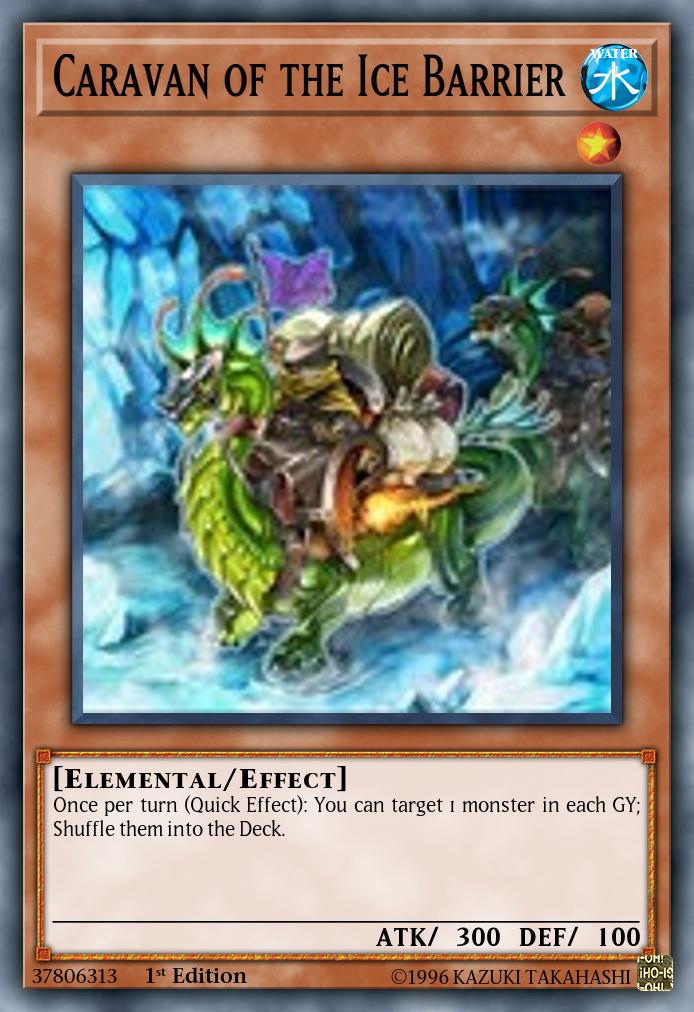 Caravan of the Ice Barrier
WATER
水
[Elemental/Effect]
Once per turn (Quick Effect): You can target 1 monster in each GY;
Shuffle them into the Deck.
ATK/ 300 DEF/ 100
37806313 1st Edition ©1996 KAZUKI TAKAHASHI